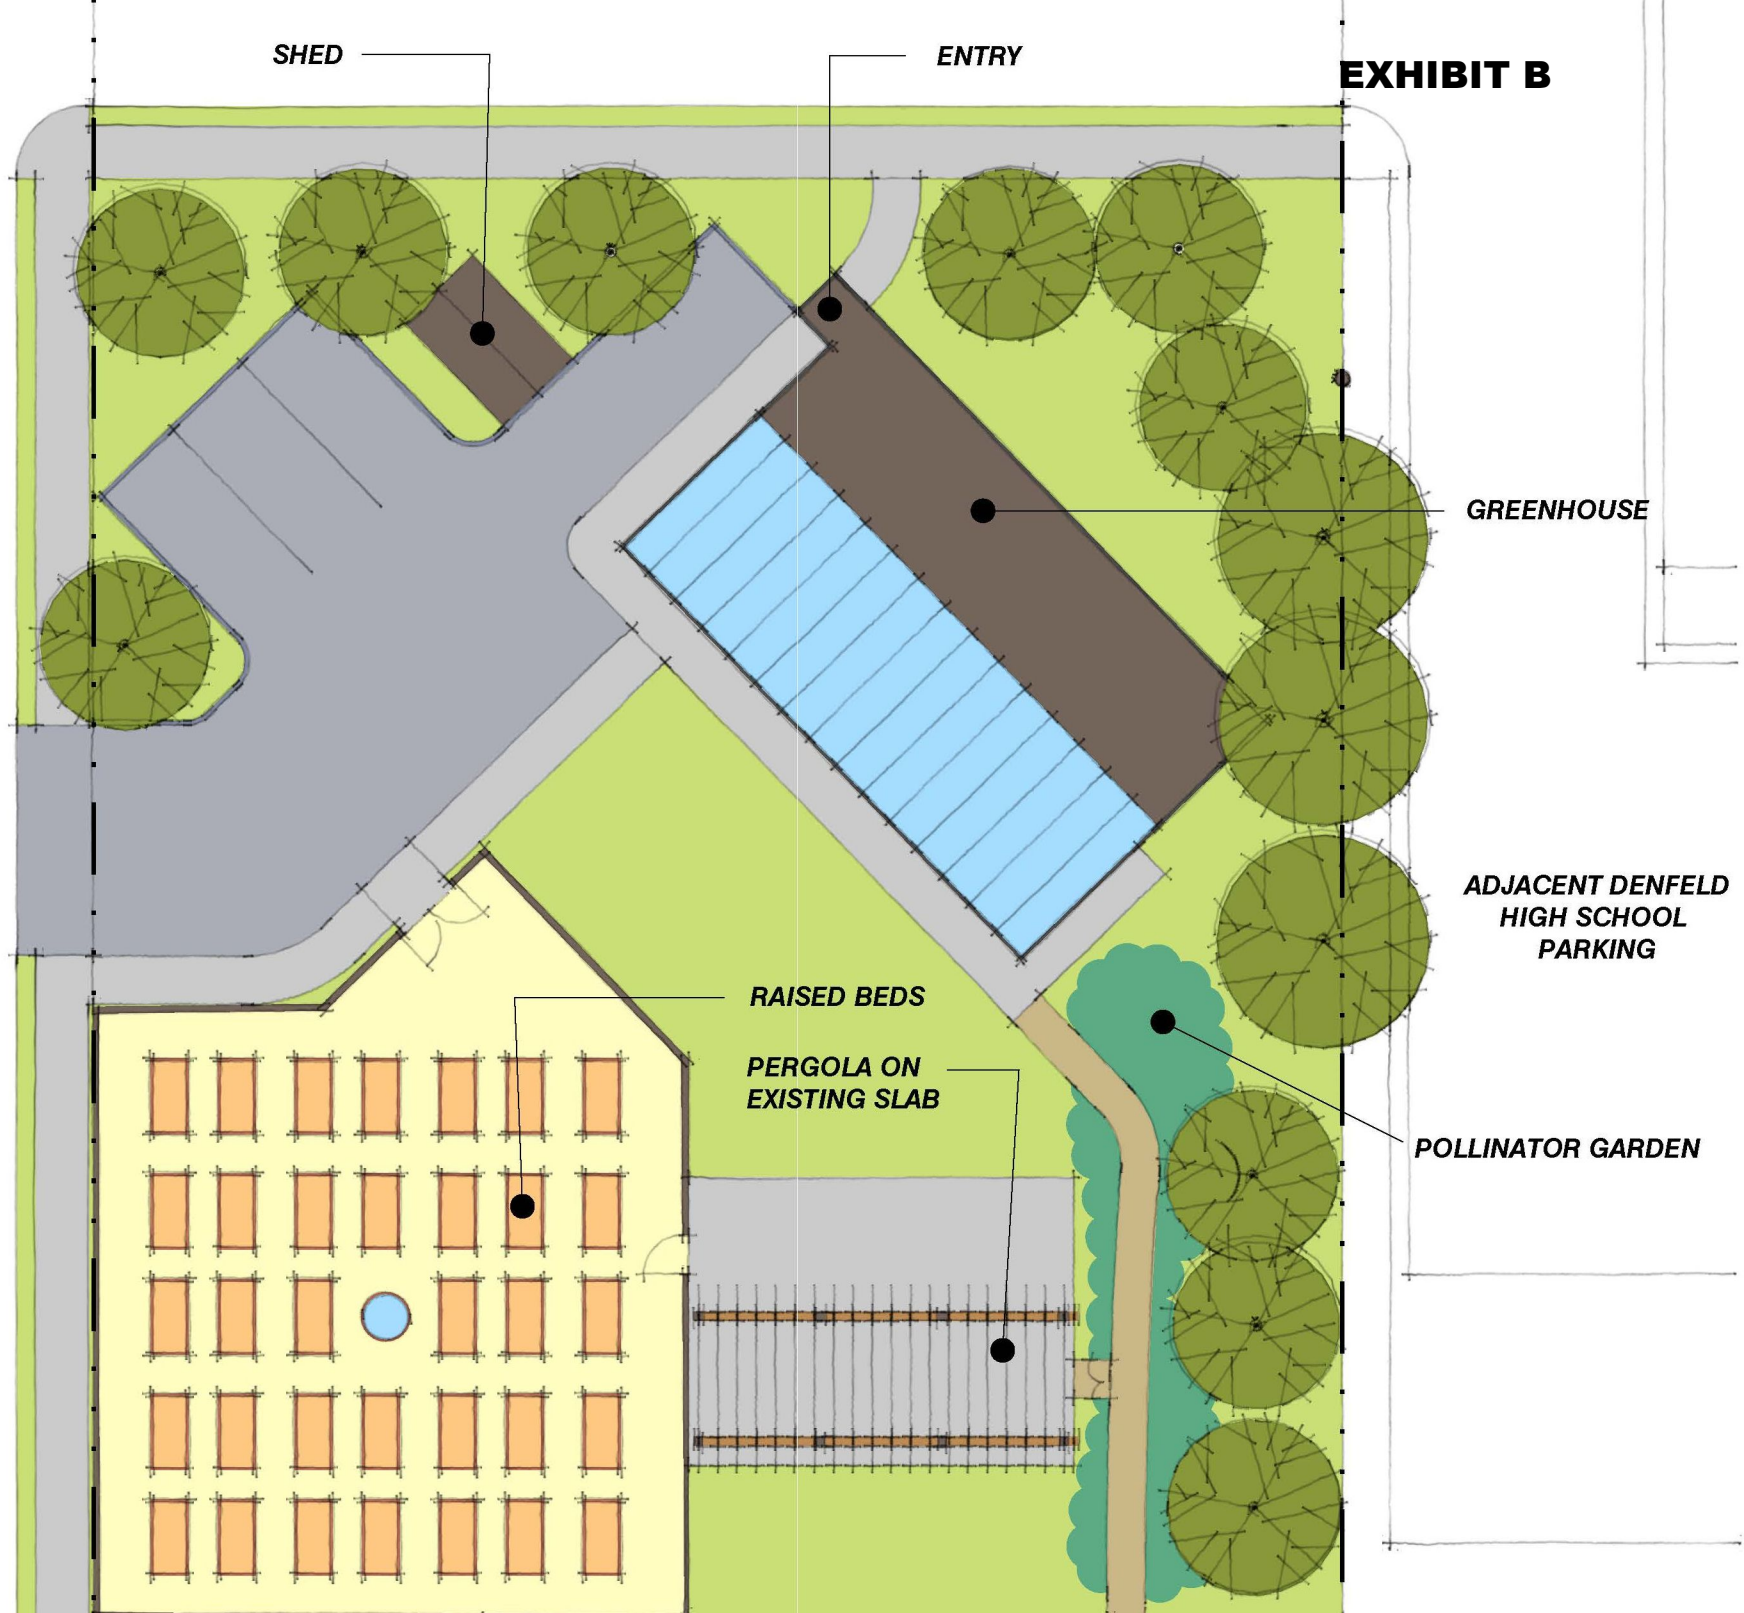 SHED
ENTRY
EXHIBIT B
GREENHOUSE
ADJACENT DENFELD
HIGH SCHOOL
PARKING
RAISED BEDS
PERGOLA ON
EXISTING SLAB
POLLINATOR GARDEN